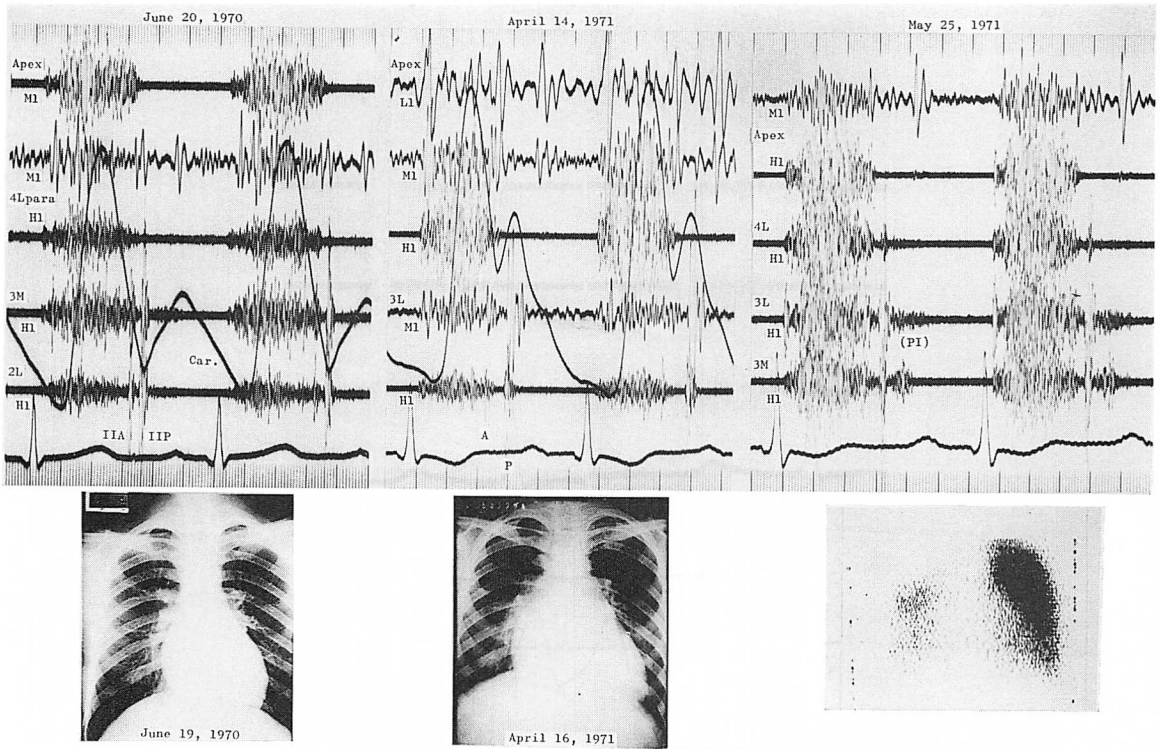 June 20, 1970
Apex
M1
M1
4Lpara
H1
3M
H1
Car.
2L
H1
IIA IIP
April 14, 1971
Apex
L1
M1
H1
3L
M1
H1
A
P
May 25, 1971
M1
Apex
H1
4L
H1
3L
H1
(PI)
3M
H1
June 19, 1970
April 16, 1971